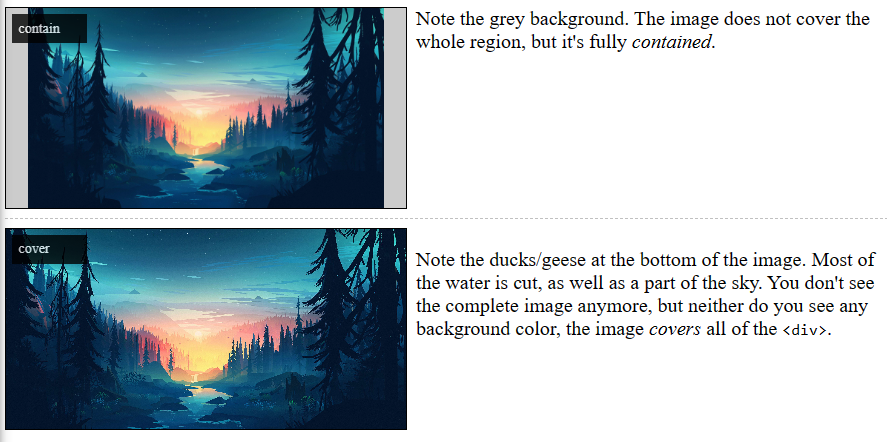 contain
Note the grey background. The image does not cover the
whole region, but it's fully contained.
cover
Note the ducks/geese at the bottom of the image. Most of
the water is cut, as well as a part of the sky. You don't see
the complete image anymore, but neither do you see any
background color, the image covers all of the <div>.